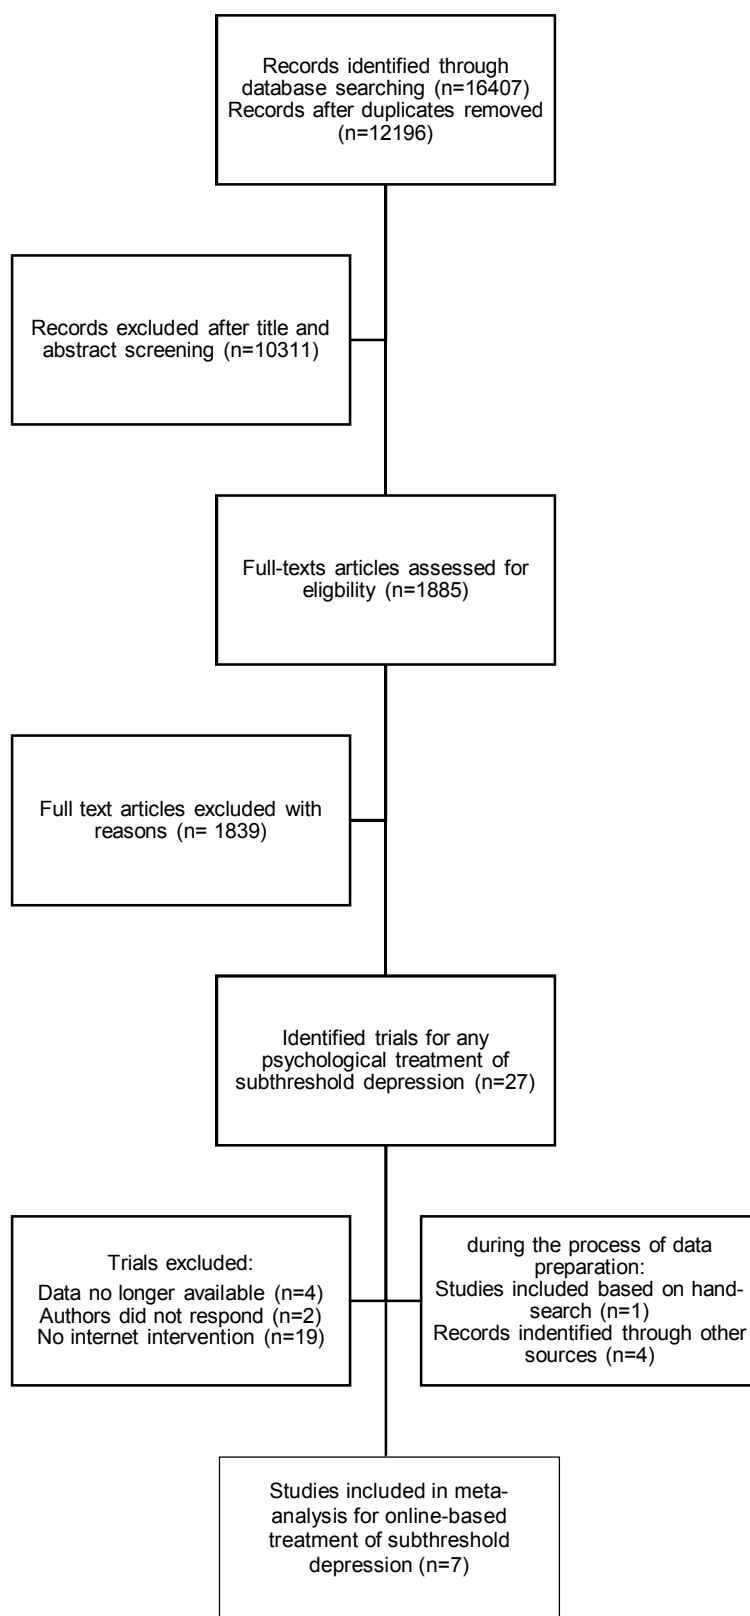 Records identified through
database searching (n=16407)
Records after duplicates removed
(n=12196)
Records excluded after title and
abstract screening (n=10311)
Full-texts articles assessed for
eligbility (n=1885)
Full text articles excluded with
reasons (n= 1839)
Identified trials for any
psychological treatment of
subthreshold depression (n=27)
Trials excluded:
Data no longer available (n=4)
Authors did not respond (n=2)
No internet intervention (n=19)
during the process of data
preparation:
Studies included based on hand-
search (n=1)
Records indentified through other
sources (n=4)
Studies included in meta-
analysis for online-based
treatment of subthreshold
depression (n=7)